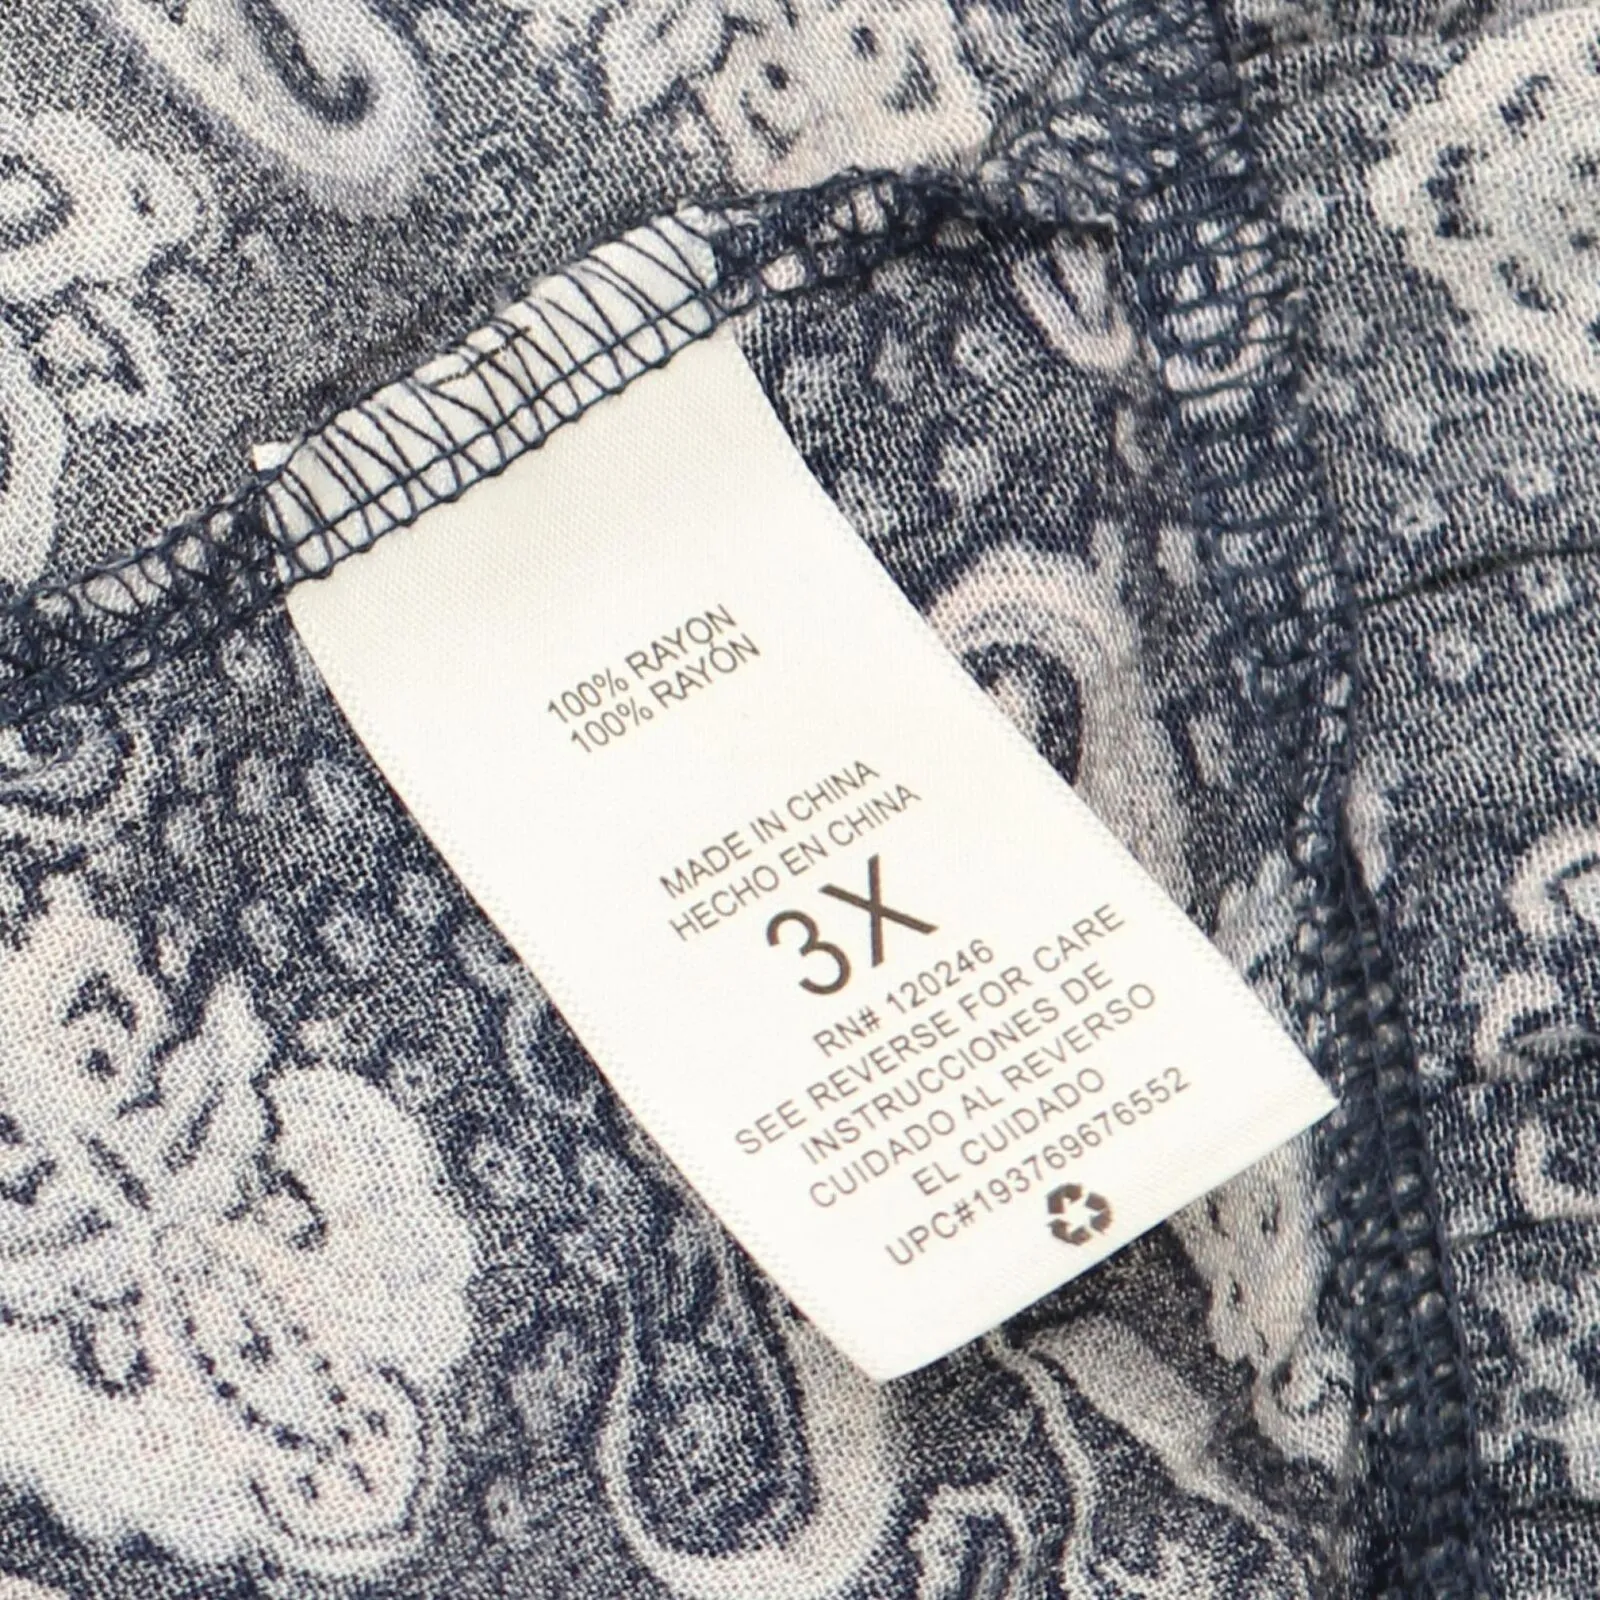 100% RAYON
100% RAYON
MADE IN CHINA
HECHO EN CHINA
3X
RN# 120246
SEE REVERSE FOR CARE
INSTRUCCIONES DE
CUIDADO AL REVERSO
EL CUIDADO
UPC#193769676552